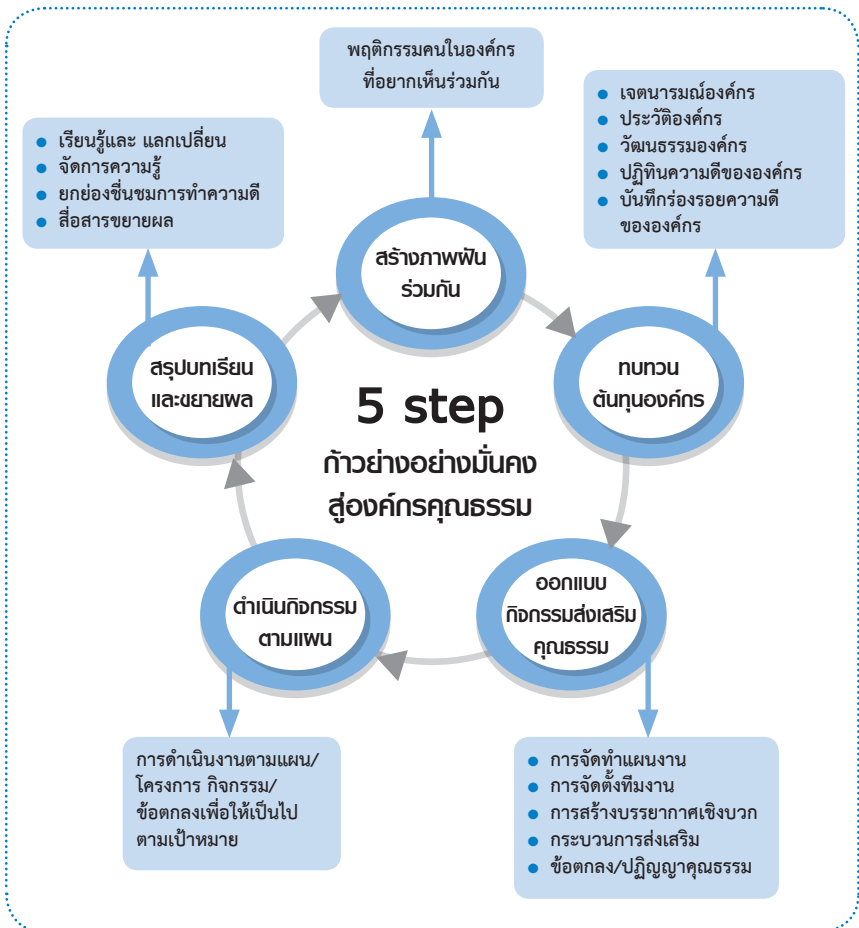 พฤติกรรมคนในองค์กร
ที่อยากเห็นร่วมกัน
● เจตนารมณ์องค์กร
● ประวัติองค์กร
● วัฒนธรรมองค์กร
● ปฏิทินความดีขององค์กร
● บันทึกร่องรอยความดี
ขององค์กร
● เรียนรู้และ แลกเปลี่ยน
● จัดการความรู้
● ยกย่องชื่นชมการทำความดี
● สื่อสารขยายผล
สร้างภาพฝัน
ร่วมกัน
ทบทวน
ต้นทุนองค์กร
สรุปบทเรียน
และขยายผล
5 step
ก้าวย่างอย่างมั่นคง
สู่องค์กรคุณธรรม
ออกแบบ
กิจกรรมส่งเสริม
คุณธรรม
ดำเนินกิจกรรม
ตามแผน
การดำเนินงานตามแผน/
โครงการ กิจกรรม/
ข้อตกลงเพื่อให้เป็นไป
ตามเป้าหมาย
● การจัดทำแผนงาน
● การจัดตั้งทีมงาน
● การสร้างบรรยากาศเชิงบวก
● กระบวนการส่งเสริม
● ข้อตกลง/ปฏิญญาคุณธรรม